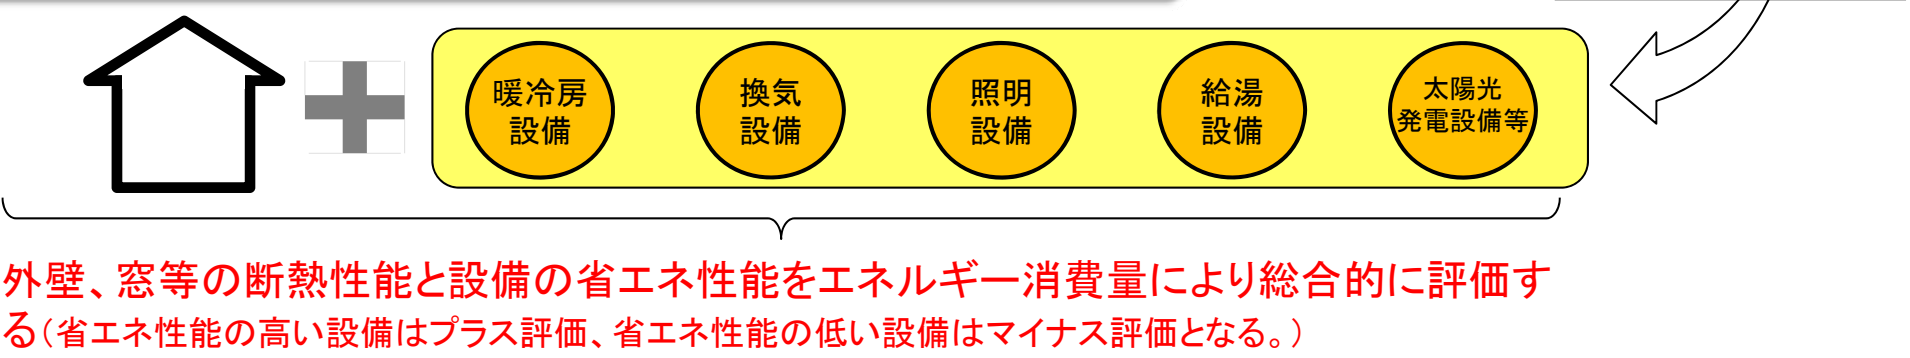 暖冷房
設備
換気
設備
照明
設備
給湯
設備
太陽光
発電設備等
外壁、窓等の断熱性能と設備の省エネ性能をエネルギー消費量により総合的に評価す
る(省エネ性能の高い設備はプラス評価、省エネ性能の低い設備はマイナス評価となる。)